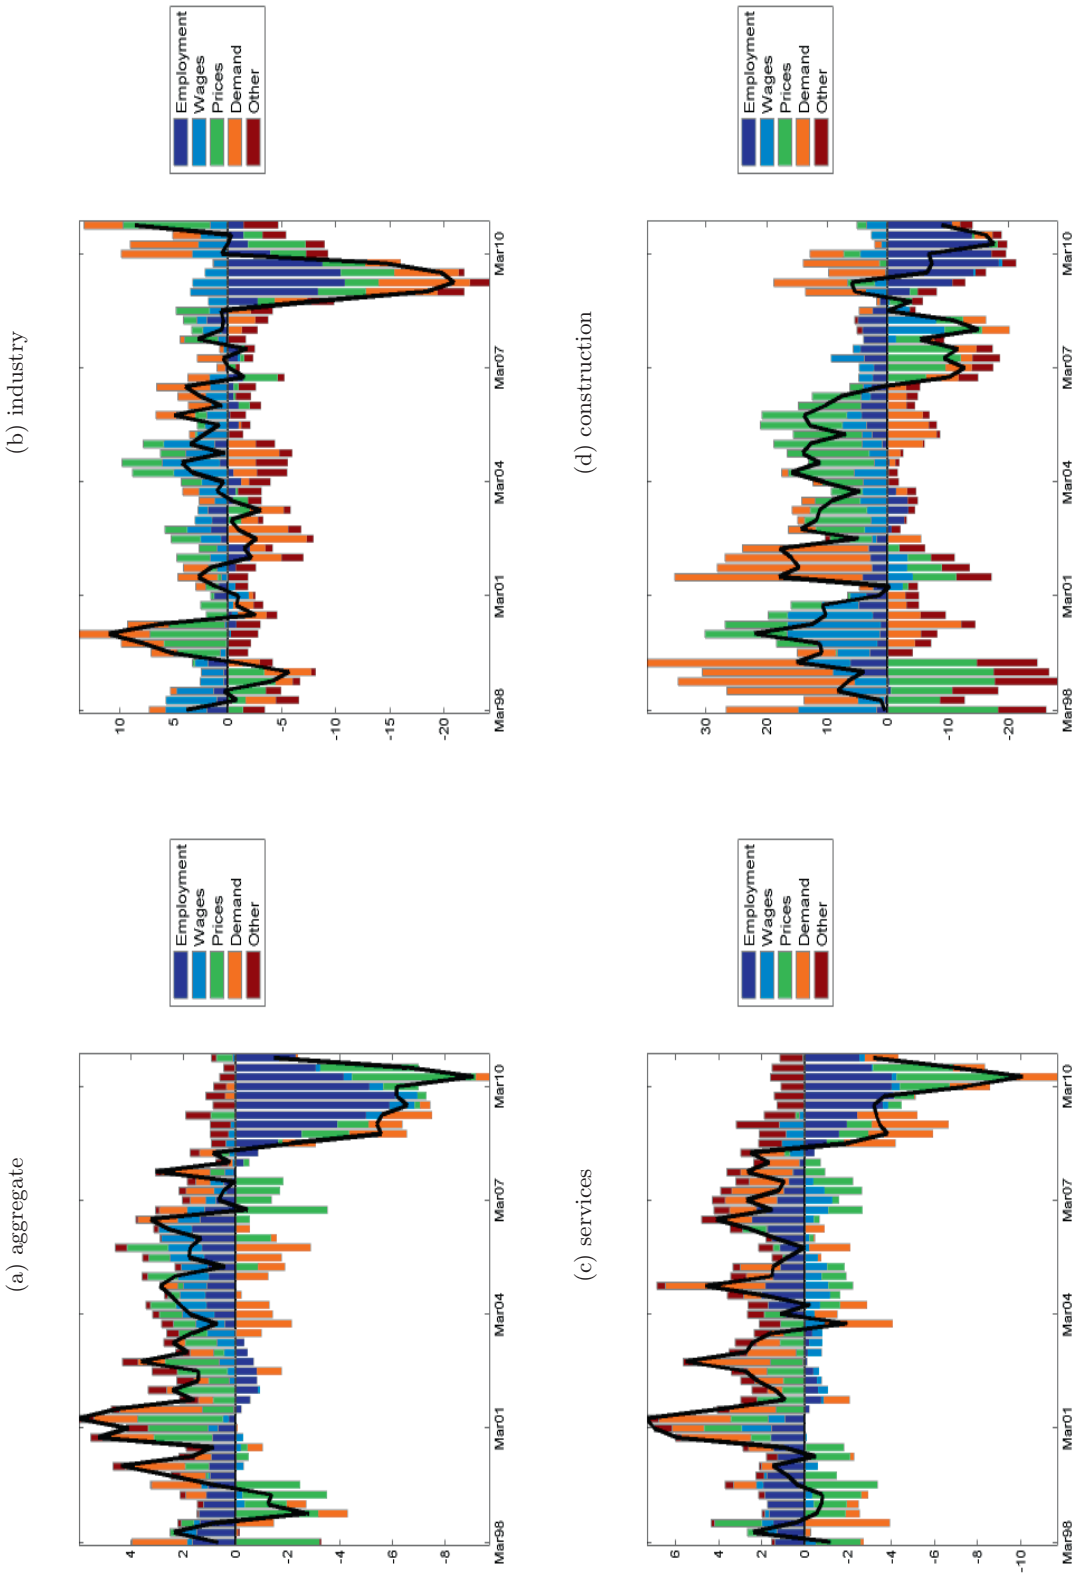 (a) aggregate
4
2
0
-2
-4
-6
-8
Mar98
Mar01
Mar04
Mar07
Mar10
Employment
Wages
Prices
Demand
Other
(b) industry
10
5
0
-5
-10
-15
-20
Mar98
Mar01
Mar04
Mar07
Mar10
Employment
Wages
Prices
Demand
Other
(c) services
6
4
2
0
-2
-4
-6
-8
-10
Mar98
Mar01
Mar04
Mar07
Mar10
Employment
Wages
Prices
Demand
Other
(d) construction
30
20
10
0
-10
-20
Mar98
Mar01
Mar04
Mar07
Mar10
Employment
Wages
Prices
Demand
Other